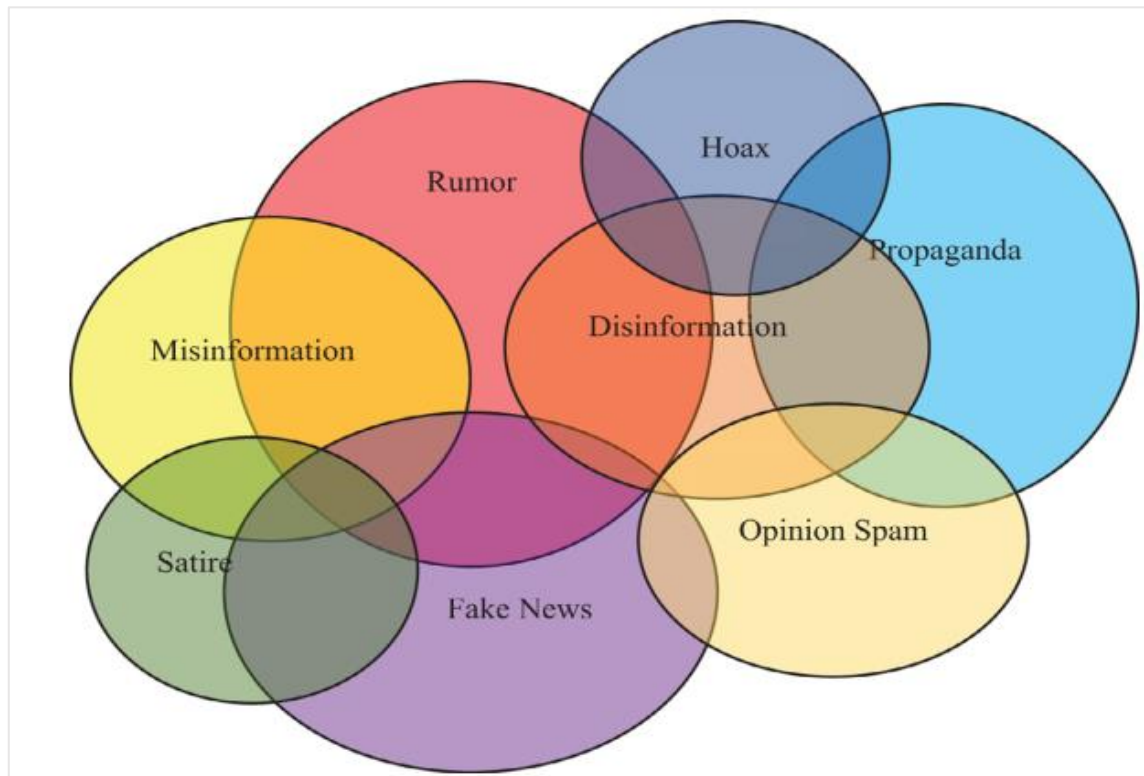 Hoax
Rumor
Propaganda
Disinformation
Misinformation
Opinion Spam
Satire
Fake News